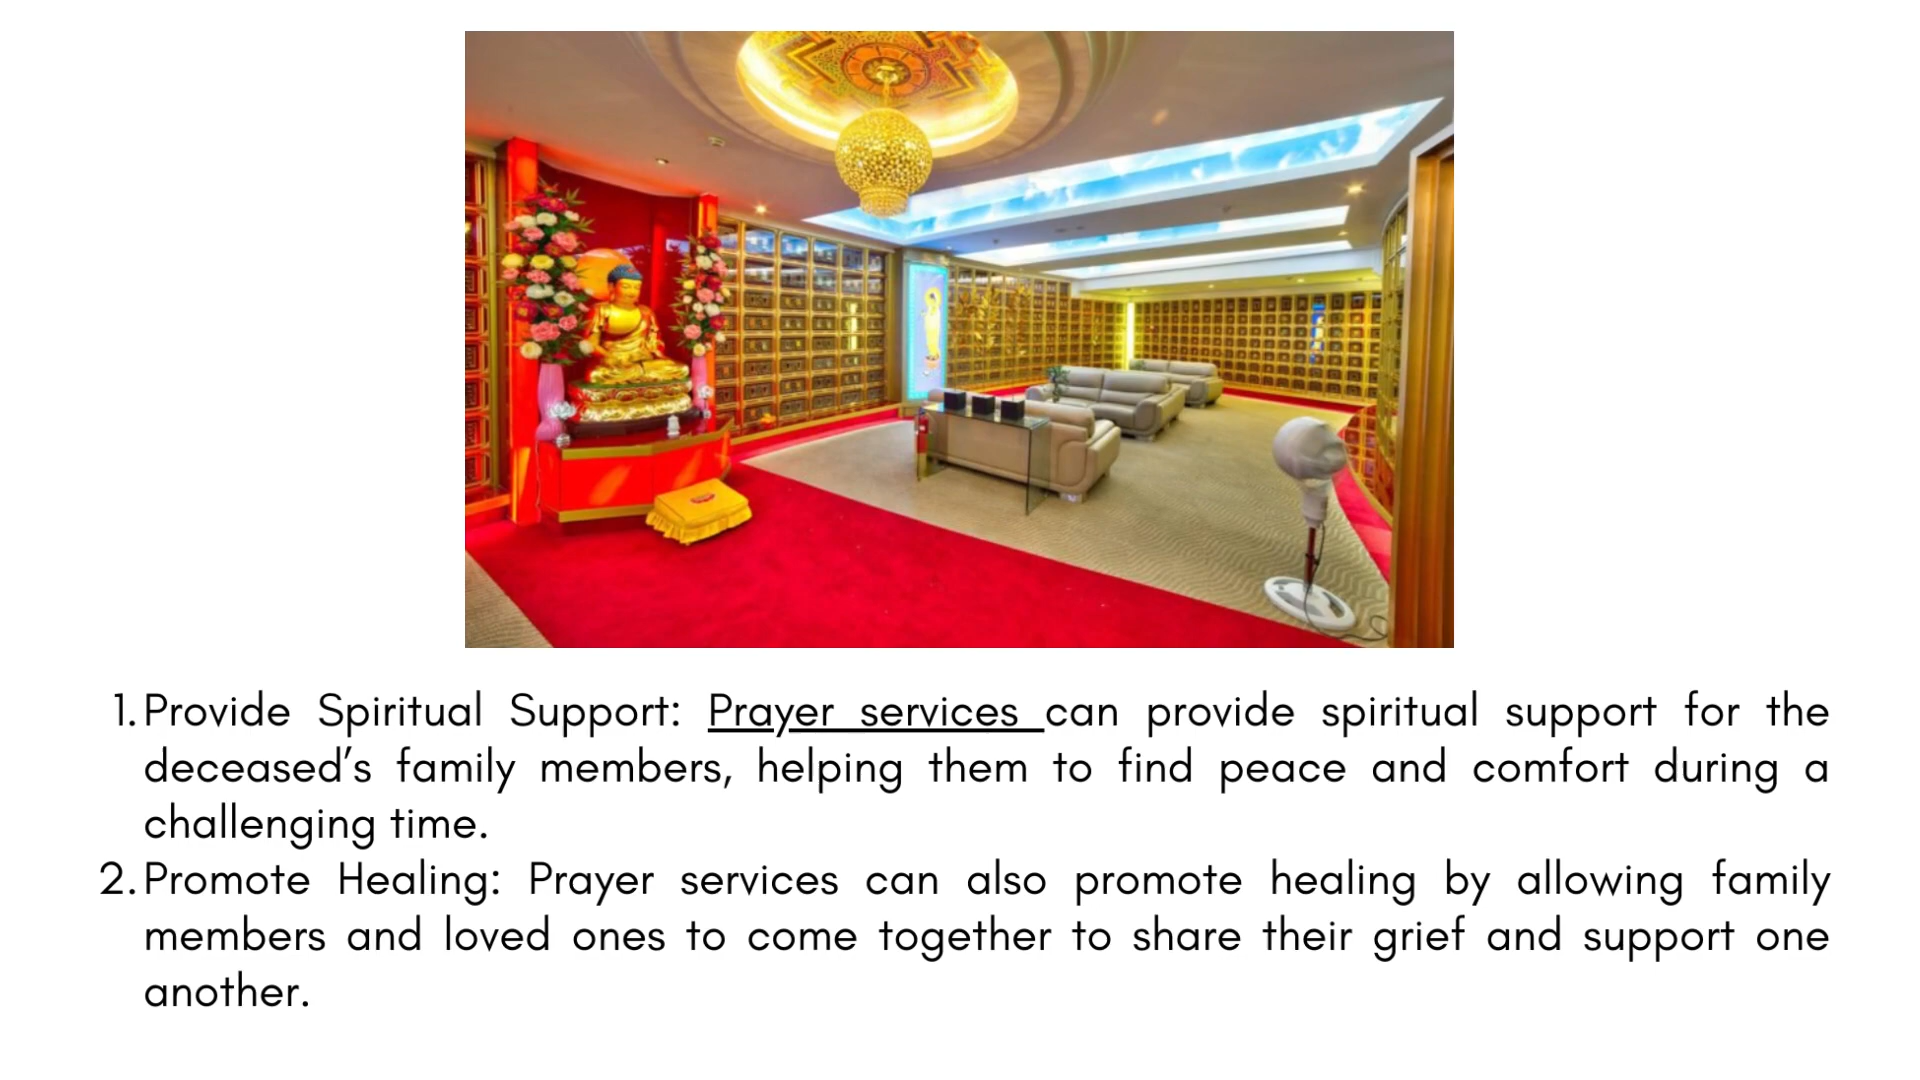 1. Provide Spiritual Support: Prayer services can provide spiritual support for the
deceased’s family members, helping them to find peace and comfort during a
challenging time.
2. Promote Healing: Prayer services can also promote healing by allowing family
members and loved ones to come together to share their grief and support one
another.